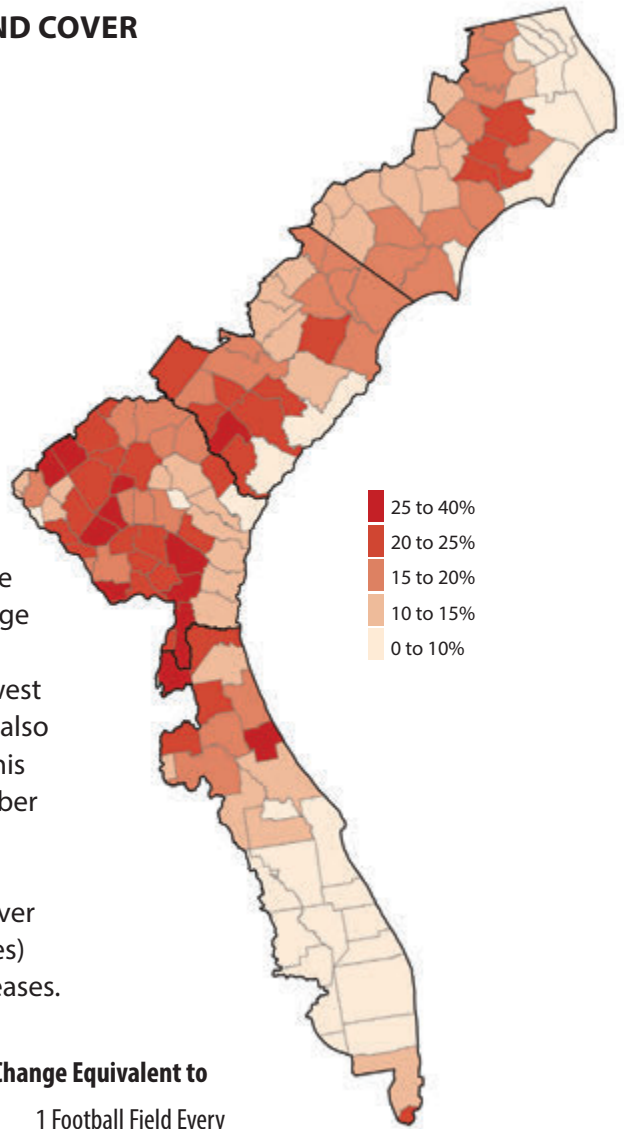 ND COVER
25 to 40%
20 to 25%
15 to 20%
10 to 15%
0 to 10%
e
ge
vest
also
his
ber
ver
es)
eases.
Change Equivalent to
1 Football Field Every